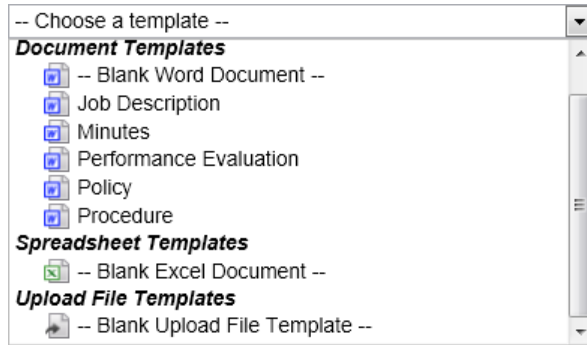 -- Choose a template --
Document Templates
-- Blank Word Document --
Job Description
Minutes
Performance Evaluation
Policy
Procedure
Spreadsheet Templates
-- Blank Excel Document --
Upload File Templates
-- Blank Upload File Template --